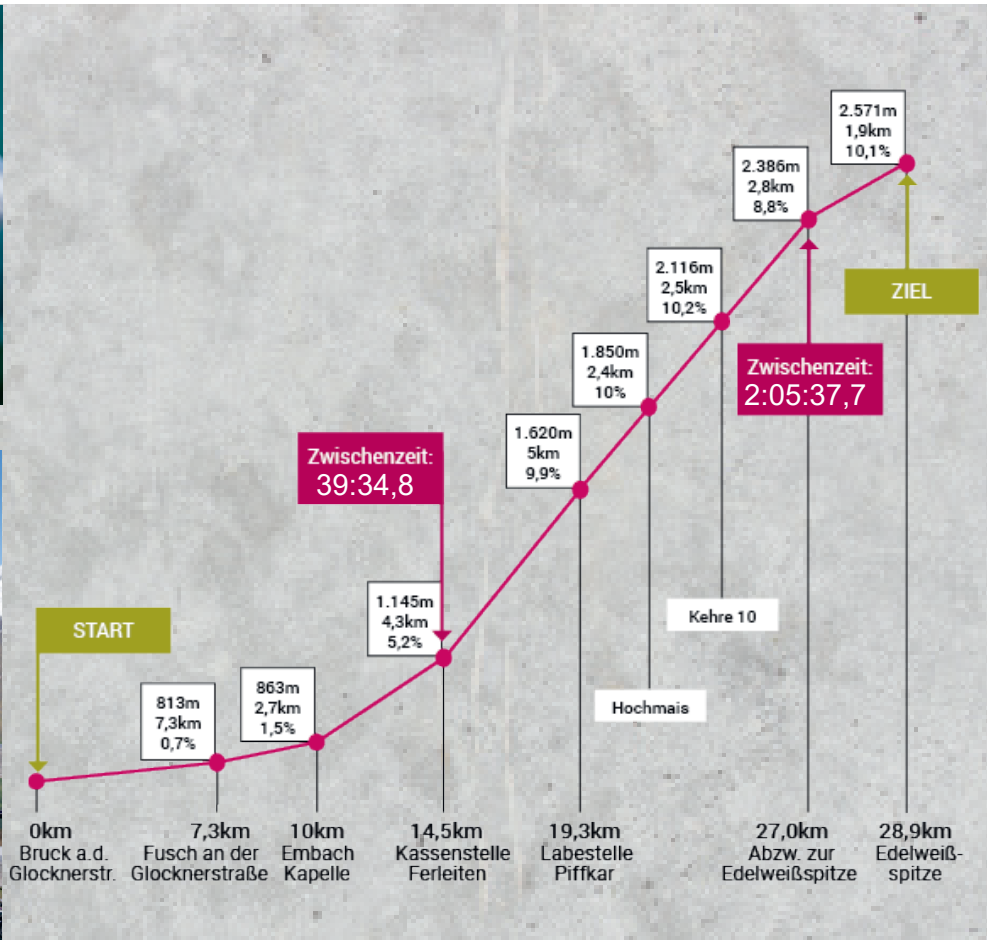 2.571m
1,9km
10,1%
2.386m
2,8km
8,8%
2.116m
2,5km
10,2%
ZIEL
1.850m
2,4km
10%
Zwischenzeit:
2:05:37,7
1.620m
5km
9,9%
Zwischenzeit:
39:34,8
1.145m
4,3km
5,2%
START
Kehre 10
863m
2,7km
1,5%
813m
7,3km
0,7%
Hochmais
0km
Bruck a.d.
Glocknerstr.
7,3km
Fusch an der
Glocknerstraße
10km
Embach
Kapelle
14,5km
Kassenstelle
Ferleiten
19,3km
Labestelle
Piffkar
27,0km
Abzw. zur
Edelweißspitze
28,9km
Edelweiß-
spitze